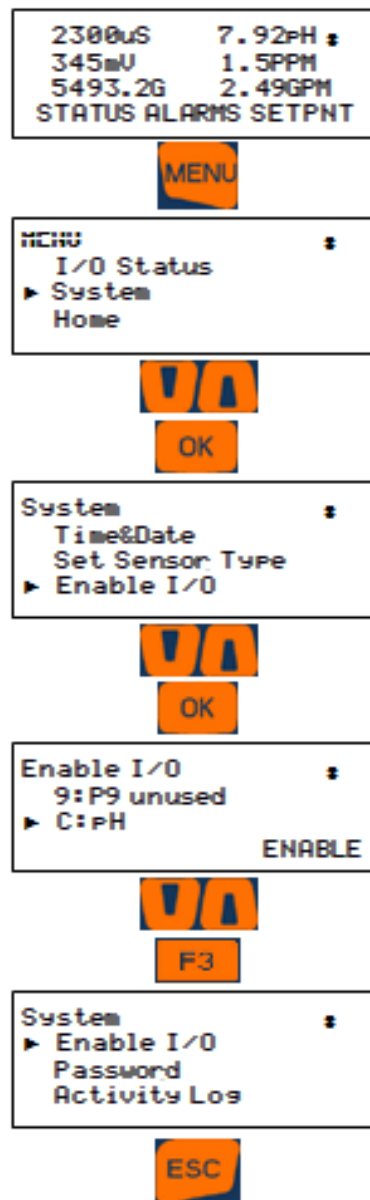 2300uS 7.92pH
345mV 1.5PPM
5493.2G 2.49GPM
STATUS ALARMS SETPNT
MENU
MENU
I/O Status
System
Home
OK
System
Time&Date
Set Sensor Type
Enable I/O
OK
Enable I/O
9:P9 unused
C:pH
ENABLE
F3
System
Enable I/O
Password
Activity Log
ESC